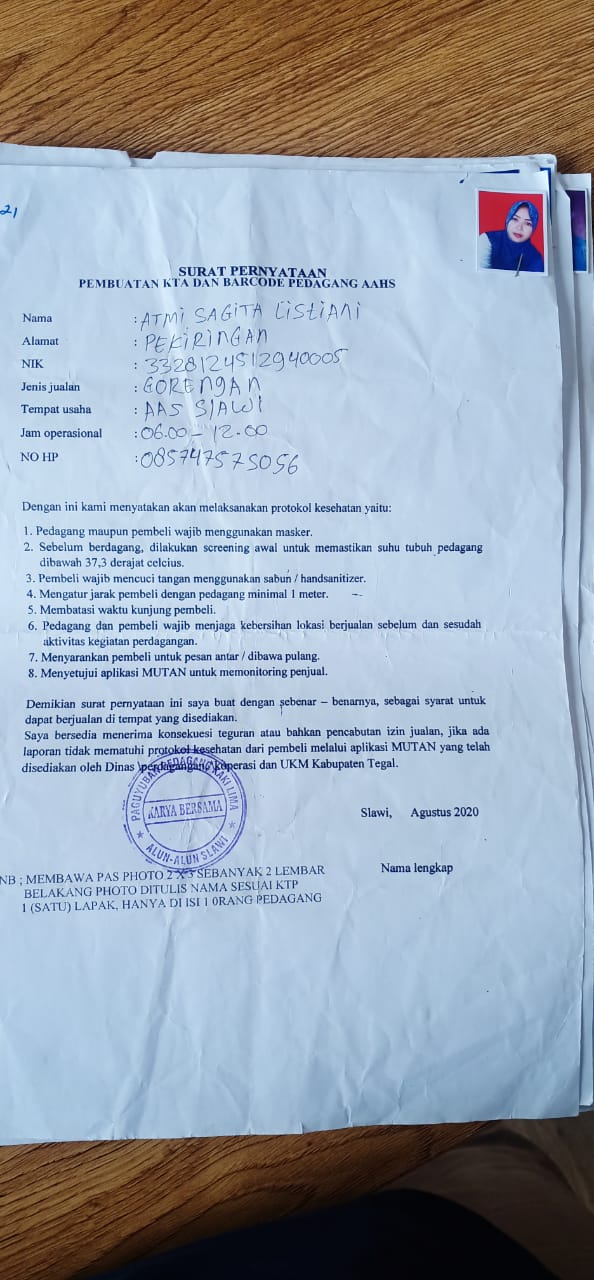 21
SURAT PERNYATAAN
PEMBUATAN KTA DAN BARCODE PEDAGANG AAHS
Nama : ATMI SAGITA LISTIANI
Alamat : PEKIRINGAN
NIK : 3328124512940005
Jenis jualan : GORENGAN
Tempat usaha : AAS SLAWI
Jam operasional : 06.00 - 12.00
NO HP : 085747575056
Dengan ini kami menyatakan akan melaksanakan protokol kesehatan yaitu:
1. Pedagang maupun pembeli wajib menggunakan masker.
2. Sebelum berdagang, dilakukan screening awal untuk memastikan suhu tubuh pedagang
dibawah 37,3 derajat celcius.
3. Pembeli wajib mencuci tangan menggunakan sabun / handsanitizer.
4. Mengatur jarak pembeli dengan pedagang minimal 1 meter.
5. Membatasi waktu kunjung pembeli.
6. Pedagang dan pembeli wajib menjaga kebersihan lokasi berjualan sebelum dan sesudah
aktivitas kegiatan perdagangan.
7. Menyarankan pembeli untuk pesan antar / dibawa pulang.
8. Menyetujui aplikasi MUTAN untuk memonitoring penjual.
Demikian surat pernyataan ini saya buat dengan sebenar – benarnya, sebagai syarat untuk
dapat berjualan di tempat yang disediakan.
Saya bersedia menerima konsekuesi teguran atau bahkan pencabutan izin jualan, jika ada
laporan tidak mematuhi protokol kesehatan dari pembeli melalui aplikasi MUTAN yang telah
disediakan oleh Dinas \perdagangang\koperasi dan UKM Kabupaten Tegal.
PAGUYUBAN PEDAGANG KAKI LIMA
KARYA BERSAMA
ALUN-ALUN SLAWI
Slawi, Agustus 2020
Nama lengkap
NB ; MEMBAWA PAS PHOTO 2 X 3 SEBANYAK 2 LEMBAR
BELAKANG PHOTO DITULIS NAMA SESUAI KTP
1 (SATU) LAPAK, HANYA DI ISI 1 0RANG PEDAGANG